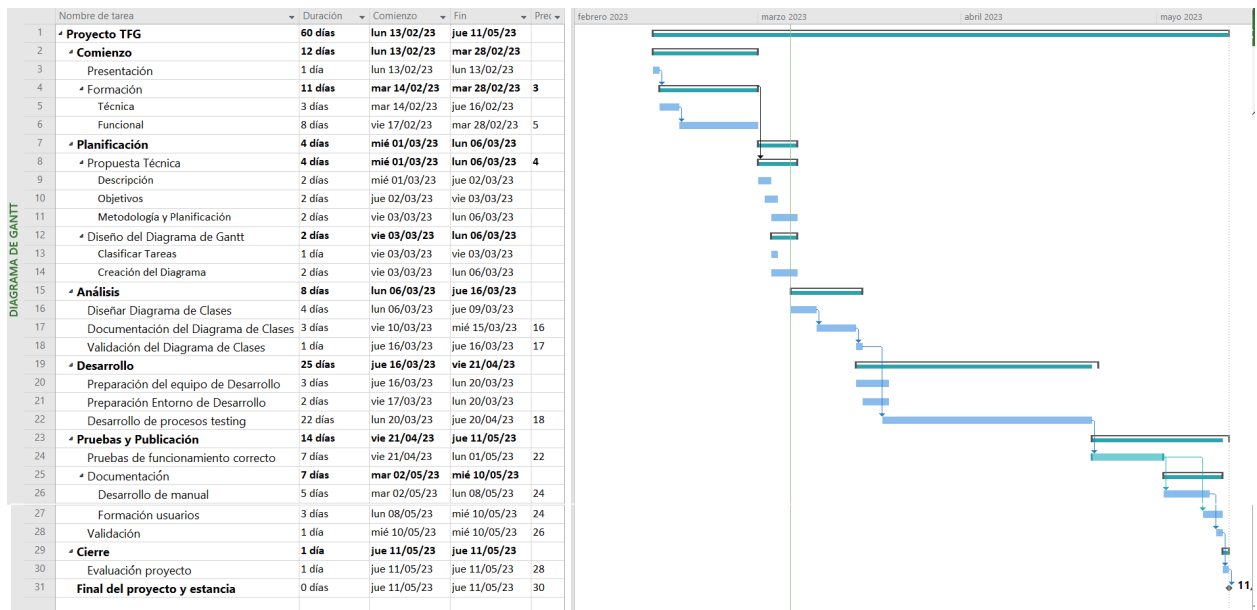 Nombre de tarea Duración Comienzo Fin Prec febrero 2023 marzo 2023 abril 2023 mayo 2023
DIAGRAMA DE GANTT
1 Proyecto TFG 60 días lun 13/02/23 jue 11/05/23
2 Comienzo 12 días lun 13/02/23 mar 28/02/23
3 Presentación 1 día lun 13/02/23 lun 13/02/23
4 Formación 11 días mar 14/02/23 mar 28/02/23 3
5 Técnica 3 días mar 14/02/23 jue 16/02/23
6 Funcional 8 días vie 17/02/23 mar 28/02/23 5
7 Planificación 4 días mié 01/03/23 lun 06/03/23
8 Propuesta Técnica 4 días mié 01/03/23 lun 06/03/23 4
9 Descripción 2 días mié 01/03/23 jue 02/03/23
10 Objetivos 2 días jue 02/03/23 vie 03/03/23
11 Metodología y Planificación 2 días vie 03/03/23 lun 06/03/23
12 Diseño del Diagrama de Gantt 2 días vie 03/03/23 lun 06/03/23
13 Clasificar Tareas 1 día vie 03/03/23 vie 03/03/23
14 Creación del Diagrama 2 días vie 03/03/23 lun 06/03/23
15 Análisis 8 días lun 06/03/23 jue 16/03/23
16 Diseñar Diagrama de Clases 4 días lun 06/03/23 jue 09/03/23
17 Documentación del Diagrama de Clases 3 días vie 10/03/23 mié 15/03/23 16
18 Validación del Diagrama de Clases 1 día jue 16/03/23 jue 16/03/23 17
19 Desarrollo 25 días jue 16/03/23 vie 21/04/23
20 Preparación del equipo de Desarrollo 3 días jue 16/03/23 lun 20/03/23
21 Preparación Entorno de Desarrollo 2 días vie 17/03/23 lun 20/03/23
22 Desarrollo de procesos testing 22 días lun 20/03/23 jue 20/04/23 18
23 Pruebas y Publicación 14 días vie 21/04/23 jue 11/05/23
24 Pruebas de funcionamiento correcto 7 días vie 21/04/23 lun 01/05/23 22
25 Documentación 7 días mar 02/05/23 mié 10/05/23
26 Desarrollo de manual 5 días mar 02/05/23 lun 08/05/23 24
27 Formación usuarios 3 días lun 08/05/23 mié 10/05/23 24
28 Validación 1 día mié 10/05/23 mié 10/05/23 26
29 Cierre 1 día jue 11/05/23 jue 11/05/23
30 Evaluación proyecto 1 día jue 11/05/23 jue 11/05/23 28
31 Final del proyecto y estancia 0 días jue 11/05/23 jue 11/05/23 30 11,